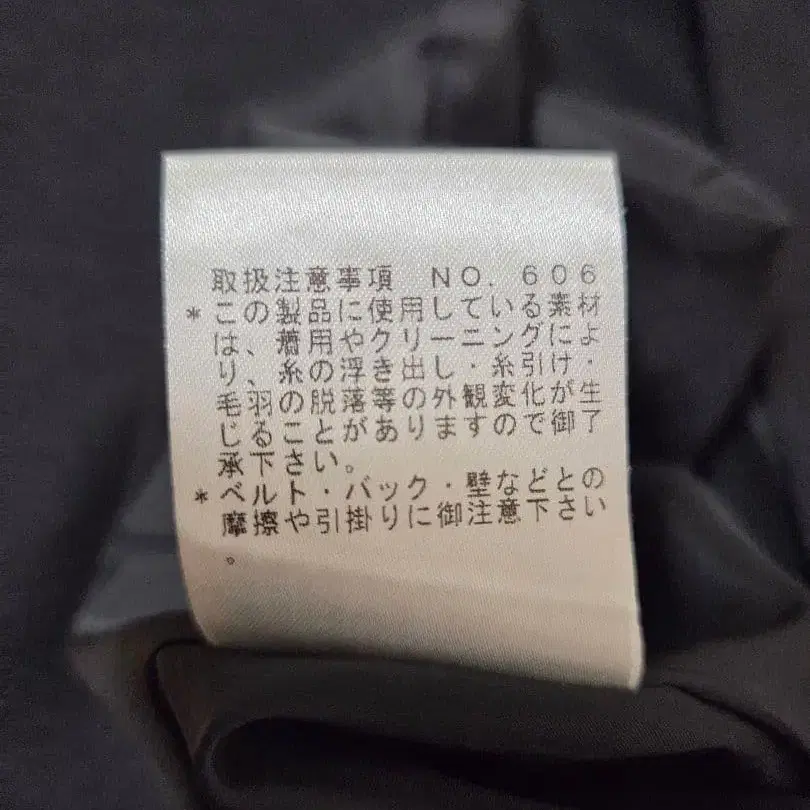 取扱注意事項 NO. 606
*この製品に使用している素材
は、着用やクリーニングによ
り、糸の浮き出し・糸引け・
毛羽の脱落等の外観変化が生
じることがありますので御了
承下さい。
*ベルト・バック・壁などとの
摩擦や引掛りに御注意下さい
。